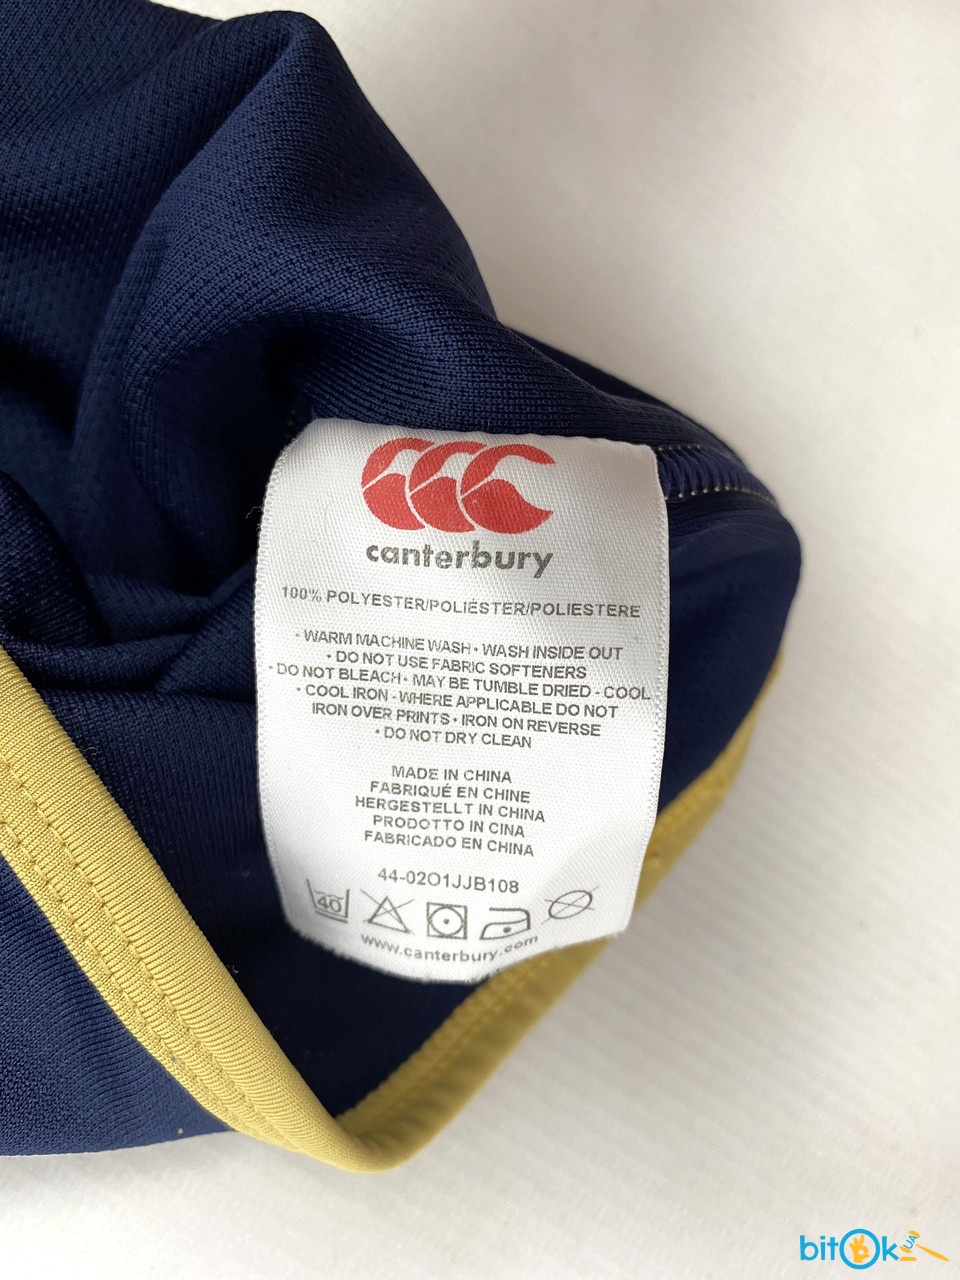 canterbury
100% POLYESTER/POLIÉSTER/POLIESTERE
• WARM MACHINE WASH • WASH INSIDE OUT
• DO NOT USE FABRIC SOFTENERS
• DO NOT BLEACH • MAY BE TUMBLE DRIED - COOL
• COOL IRON - WHERE APPLICABLE DO NOT
IRON OVER PRINTS • IRON ON REVERSE
• DO NOT DRY CLEAN
MADE IN CHINA
FABRIQUÉ EN CHINE
HERGESTELLT IN CHINA
PRODOTTO IN CINA
FABRICADO EN CHINA
44-02O1JJB108
40
www.canterbury.com
bitOk UA